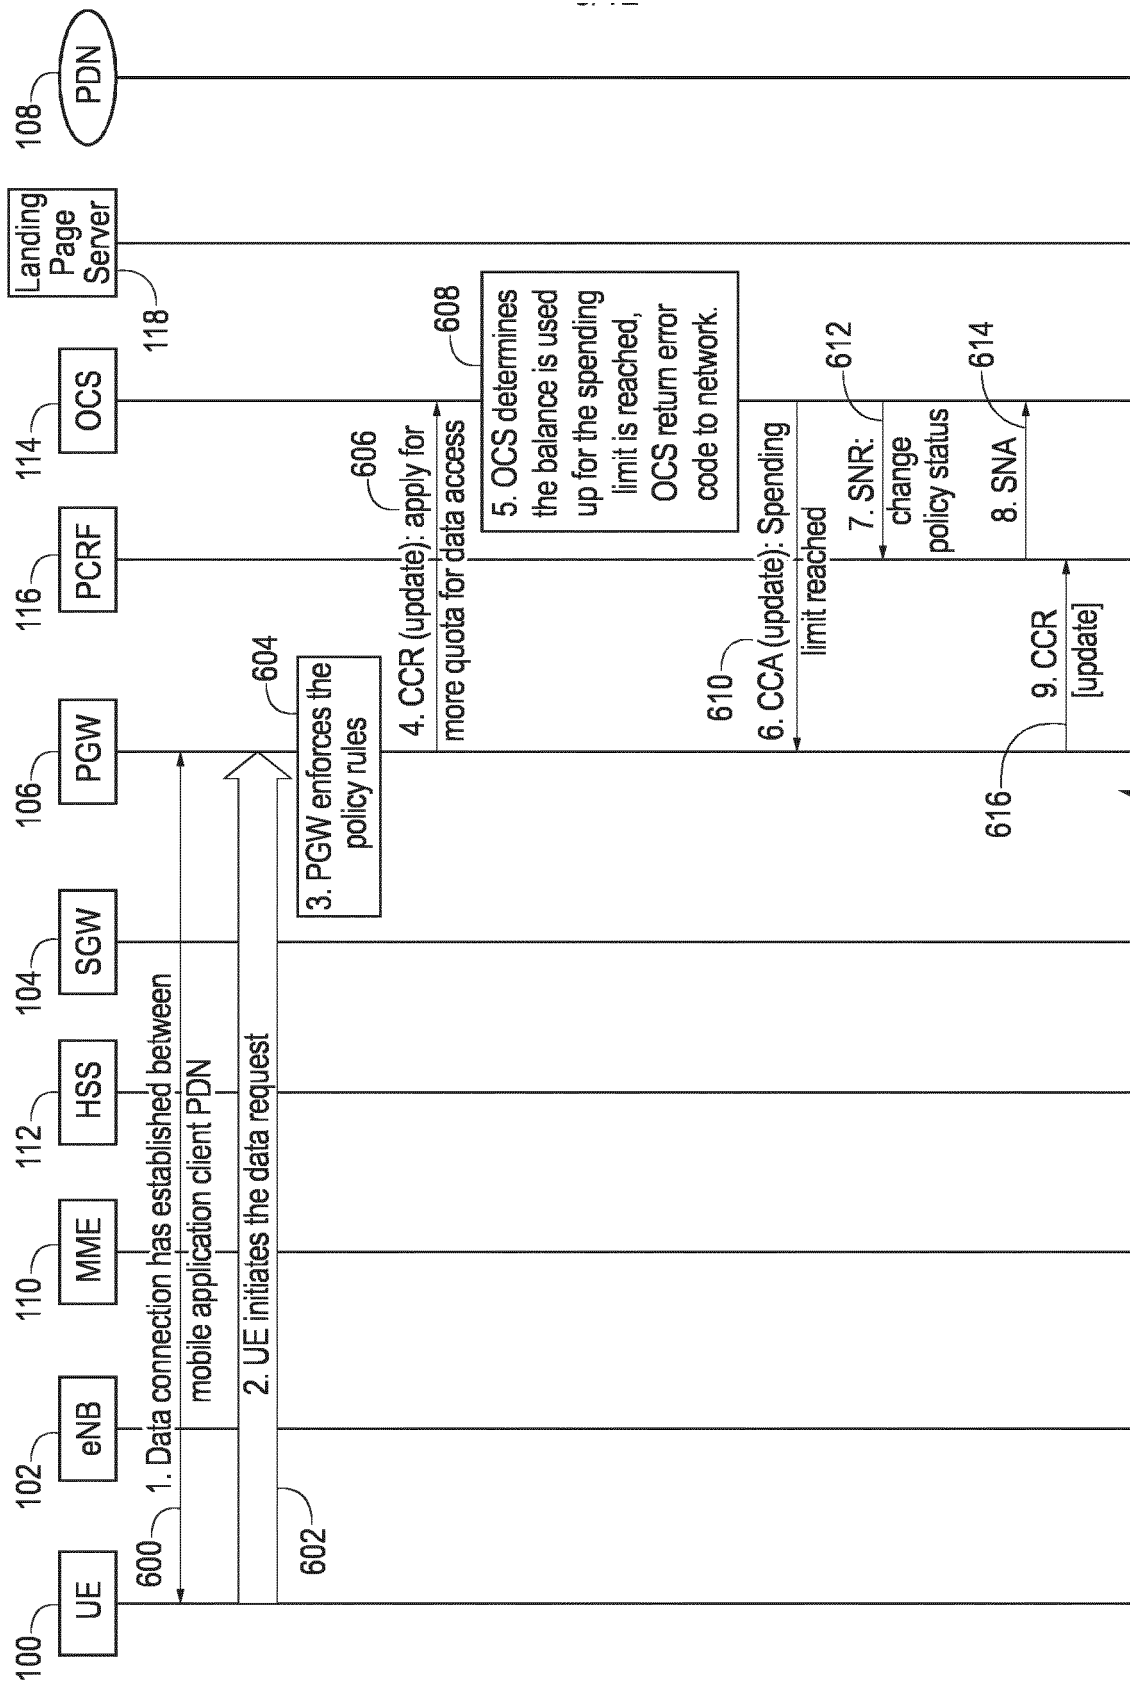 100
UE
102
eNB
110
MME
112
HSS
104
SGW
106
PGW
116
PCRF
114
OCS
118
Landing
Page
Server
108
PDN
600
1. Data connection has established between
mobile application client PDN
2. UE initiates the data request
602
604
3. PGW enforces the
policy rules
606
4. CCR (update): apply for
more quota for data access
608
5. OCS determines
the balance is used
up for the spending
limit is reached,
OCS return error
code to network.
610
6. CCA (update): Spending
limit reached
612
7. SNR:
change
policy status
614
8. SNA
616
9. CCR
[update]